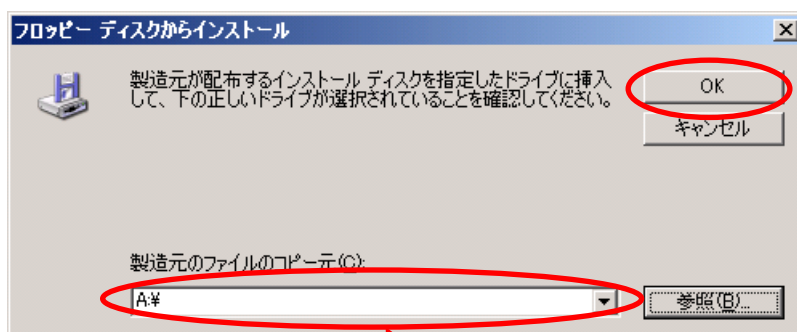 フロッピー ディスクからインストール
製造元が配布するインストール ディスクを指定したドライブに挿入
して、下の正しいドライブが選択されていることを確認してください。
OK
キャンセル
製造元のファイルのコピー元(C):
A:¥
参照(B)...